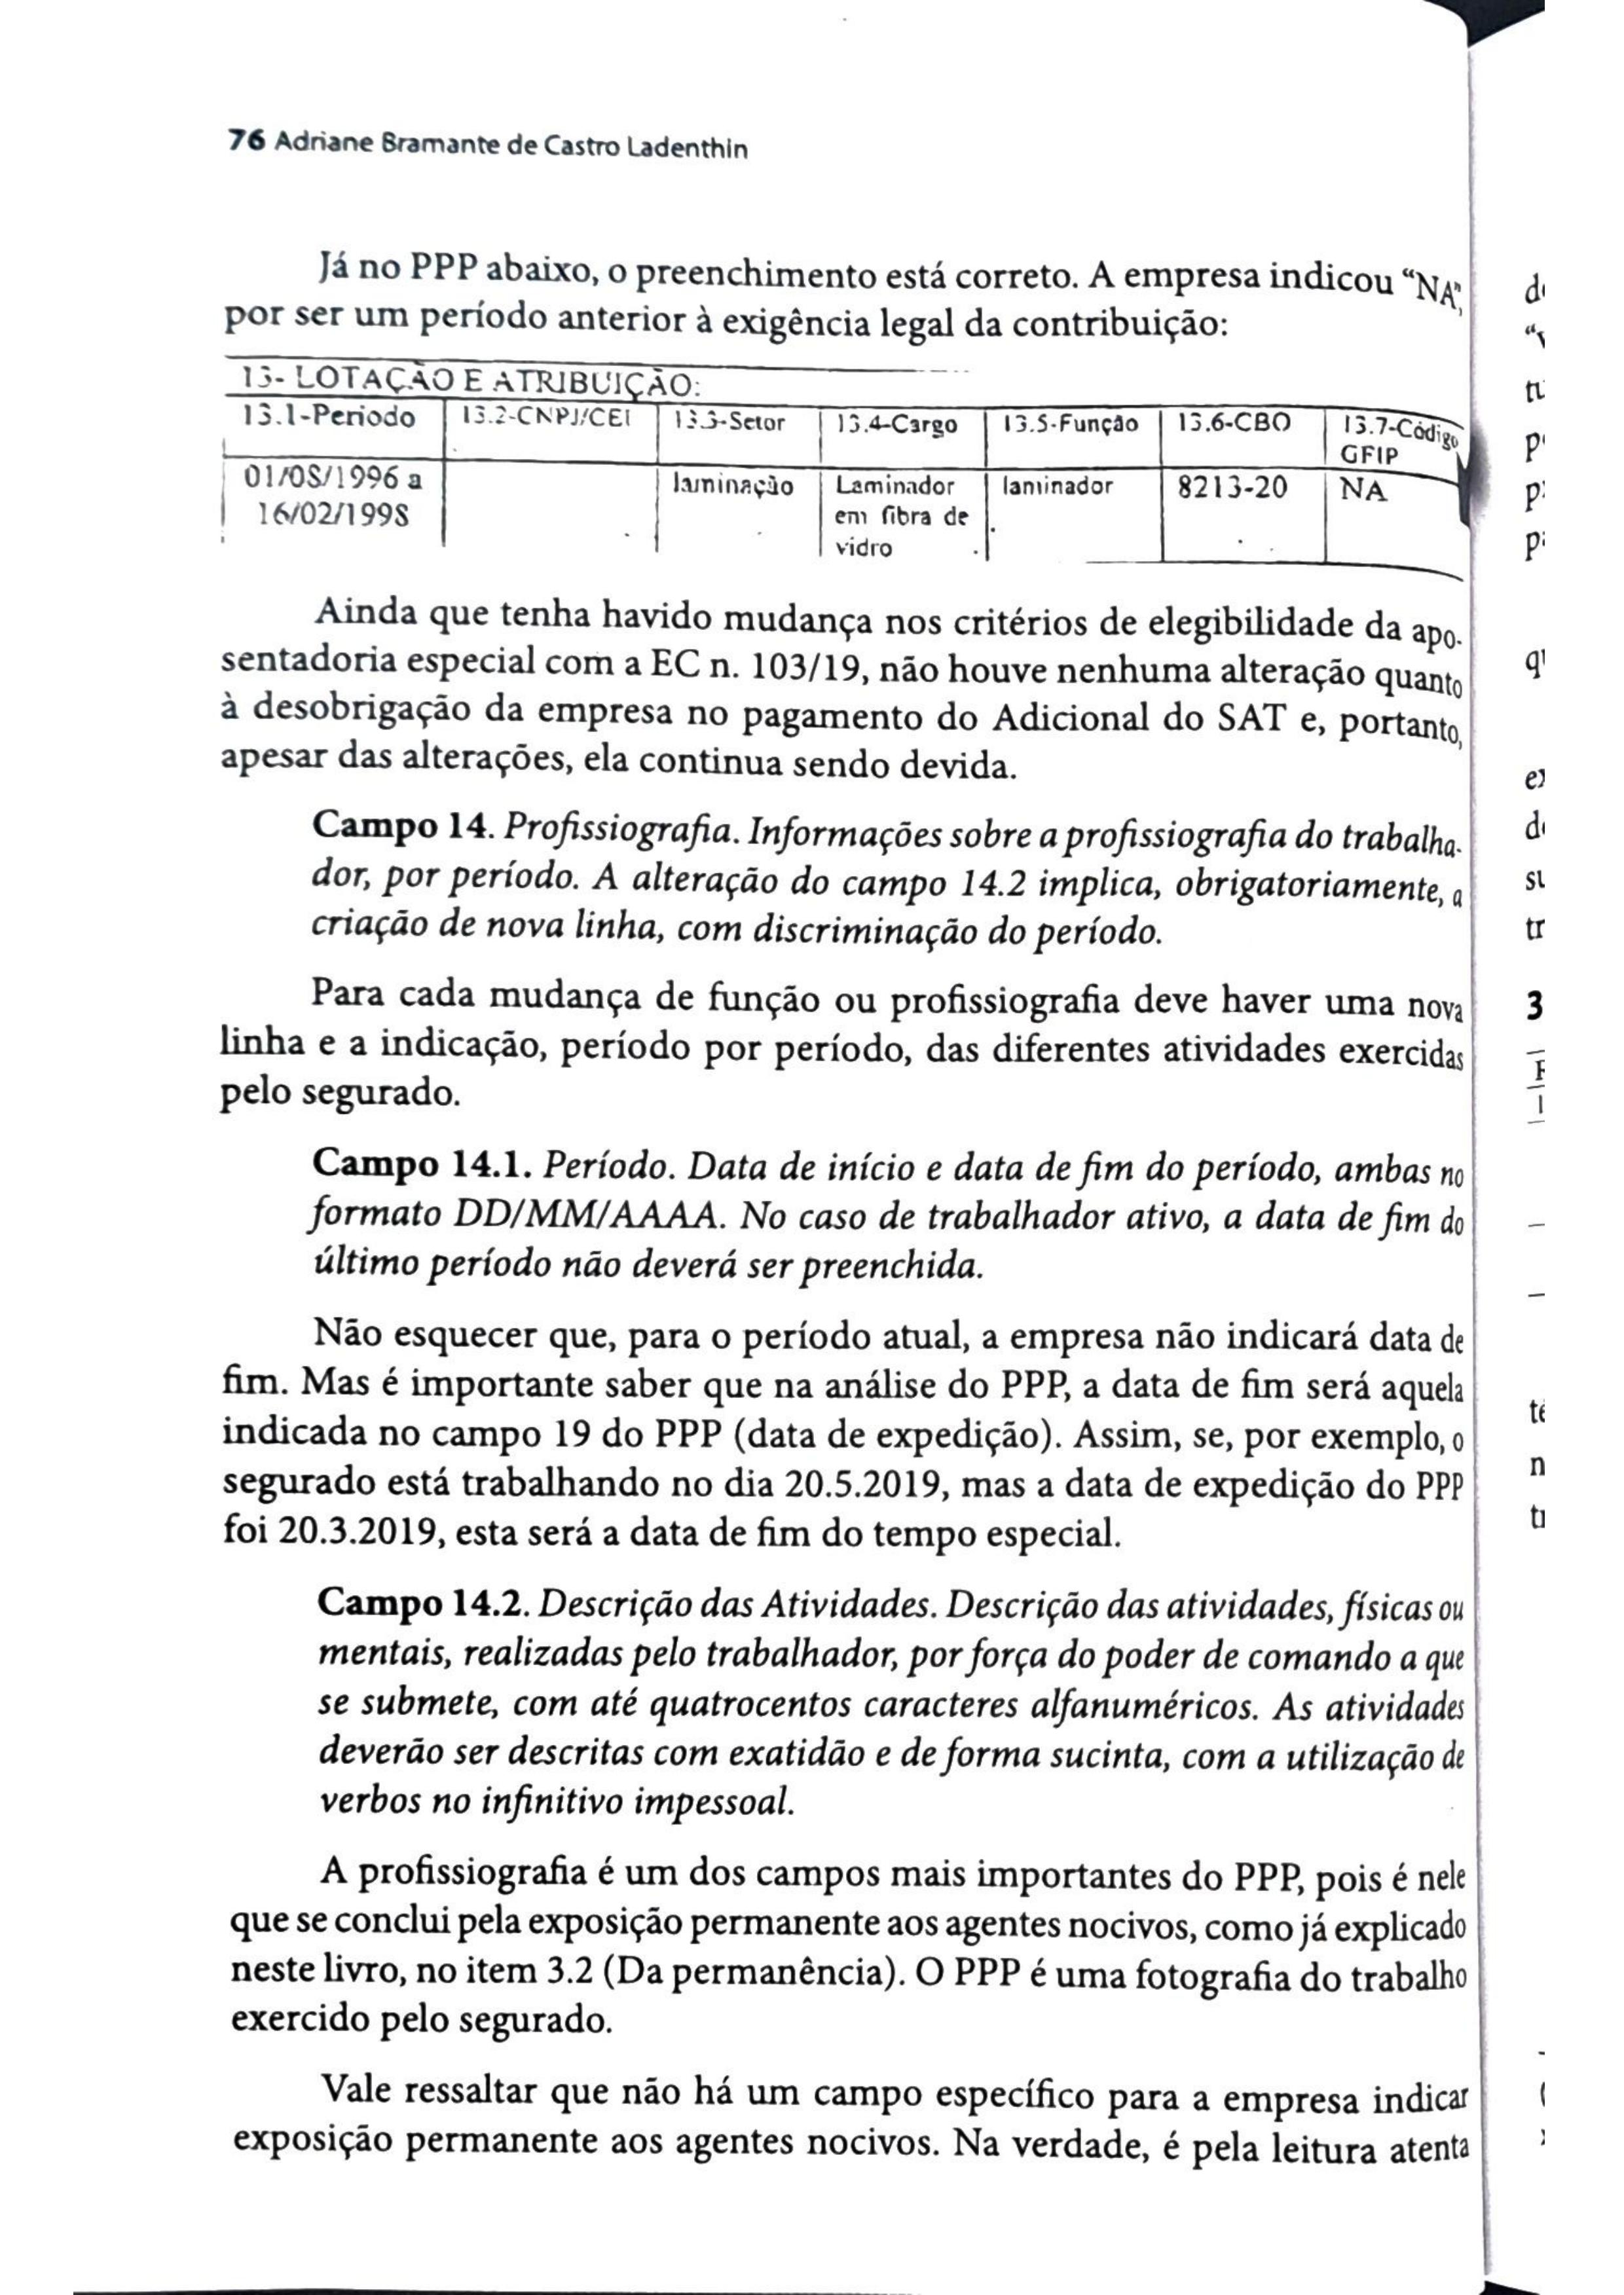 76 Adriane Bramante de Castro Ladenthin
Já no PPP abaixo, o preenchimento está correto. A empresa indicou “NA”,
por ser um período anterior à exigência legal da contribuição:
13- LOTAÇÃO E ATRIBUIÇÃO:
13.1-Periodo 13.2-CNPJ/CEI 13.3-Setor 13.4-Cargo 13.5-Função 13.6-CBO 13.7-Código
GFIP
01/08/1996 a laminação Laminador laminador 8213-20 NA
16/02/1998 em fibra de
vidro
Ainda que tenha havido mudança nos critérios de elegibilidade da apo-
sentadoria especial com a EC n. 103/19, não houve nenhuma alteração quanto
à desobrigação da empresa no pagamento do Adicional do SAT e, portanto,
apesar das alterações, ela continua sendo devida.
Campo 14. Profissiografia. Informações sobre a profissiografia do trabalha-
dor, por período. A alteração do campo 14.2 implica, obrigatoriamente, a
criação de nova linha, com discriminação do período.
Para cada mudança de função ou profissiografia deve haver uma nova
linha e a indicação, período por período, das diferentes atividades exercidas
pelo segurado.
Campo 14.1. Período. Data de início e data de fim do período, ambas no
formato DD/MM/AAAA. No caso de trabalhador ativo, a data de fim do
último período não deverá ser preenchida.
Não esquecer que, para o período atual, a empresa não indicará data de
fim. Mas é importante saber que na análise do PPP, a data de fim será aquela
indicada no campo 19 do PPP (data de expedição). Assim, se, por exemplo, o
segurado está trabalhando no dia 20.5.2019, mas a data de expedição do PPP
foi 20.3.2019, esta será a data de fim do tempo especial.
Campo 14.2. Descrição das Atividades. Descrição das atividades, físicas ou
mentais, realizadas pelo trabalhador, por força do poder de comando a que
se submete, com até quatrocentos caracteres alfanuméricos. As atividades
deverão ser descritas com exatidão e de forma sucinta, com a utilização de
verbos no infinitivo impessoal.
A profissiografia é um dos campos mais importantes do PPP, pois é nele
que se conclui pela exposição permanente aos agentes nocivos, como já explicado
neste livro, no item 3.2 (Da permanência). O PPP é uma fotografia do trabalho
exercido pelo segurado.
Vale ressaltar que não há um campo específico para a empresa indicar
exposição permanente aos agentes nocivos. Na verdade, é pela leitura atenta